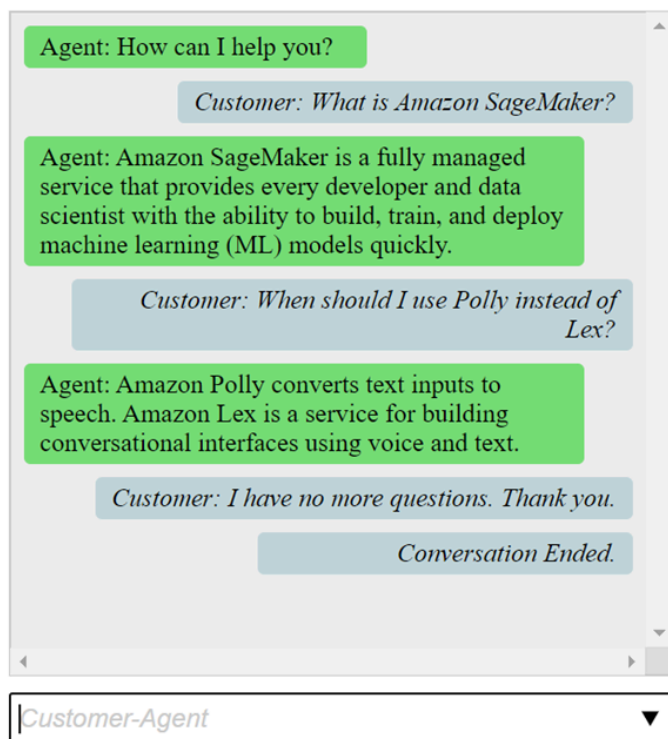 Agent: How can I help you?
Customer: What is Amazon SageMaker?
Agent: Amazon SageMaker is a fully managed
service that provides every developer and data
scientist with the ability to build, train, and deploy
machine learning (ML) models quickly.
Customer: When should I use Polly instead of
Lex?
Agent: Amazon Polly converts text inputs to
speech. Amazon Lex is a service for building
conversational interfaces using voice and text.
Customer: I have no more questions. Thank you.
Conversation Ended.
Customer-Agent